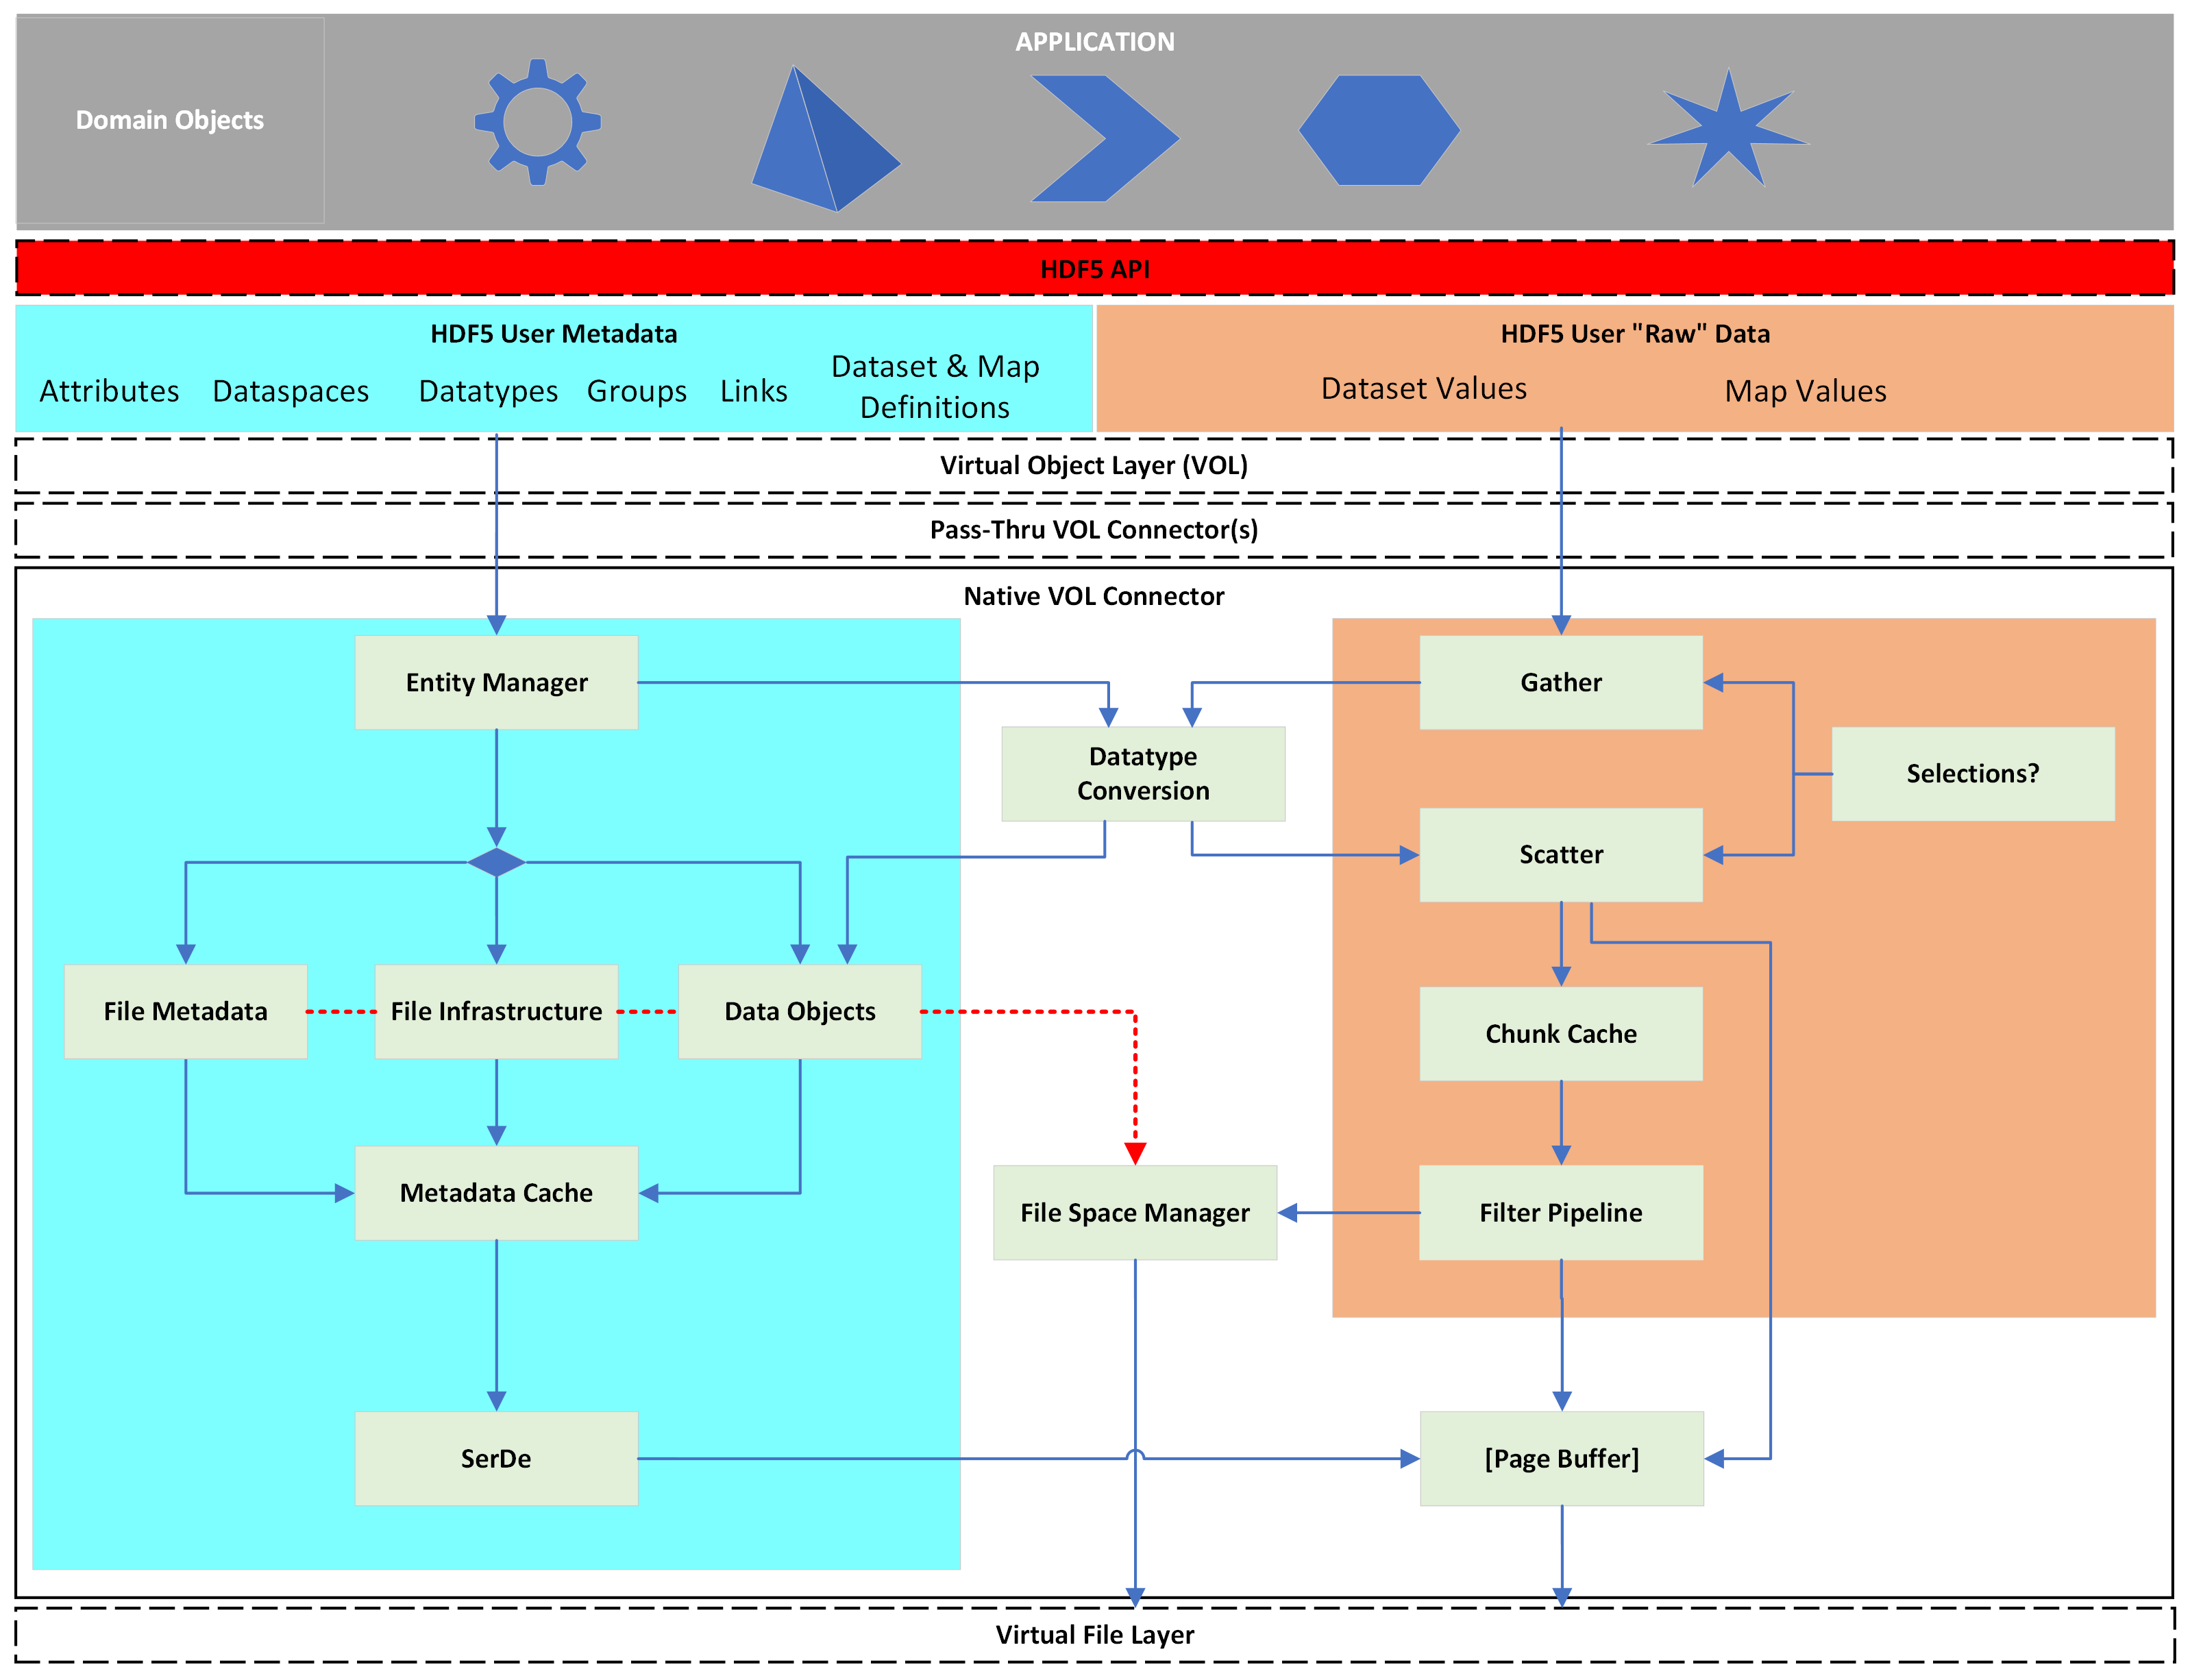 APPLICATION
Domain Objects
HDF5 API
HDF5 User Metadata
Attributes
Dataspaces
Datatypes
Groups
Links
Dataset & Map
Definitions
HDF5 User "Raw" Data
Dataset Values
Map Values
Virtual Object Layer (VOL)
Pass-Thru VOL Connector(s)
Native VOL Connector
Entity Manager
Gather
Datatype
Conversion
Selections?
Scatter
File Metadata
File Infrastructure
Data Objects
Chunk Cache
Metadata Cache
File Space Manager
Filter Pipeline
SerDe
[Page Buffer]
Virtual File Layer